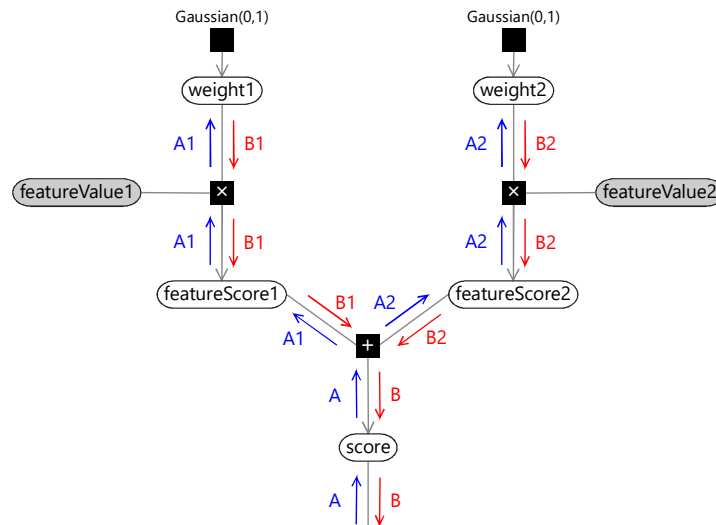 Gaussian(0,1) Gaussian(0,1)
weight1 weight2
A1 B1 A2 B2
featureValue1 × × featureValue2
A1 B1 A2 B2
featureScore1 featureScore2
B1 A2
A1 + B2
A B
score
A B